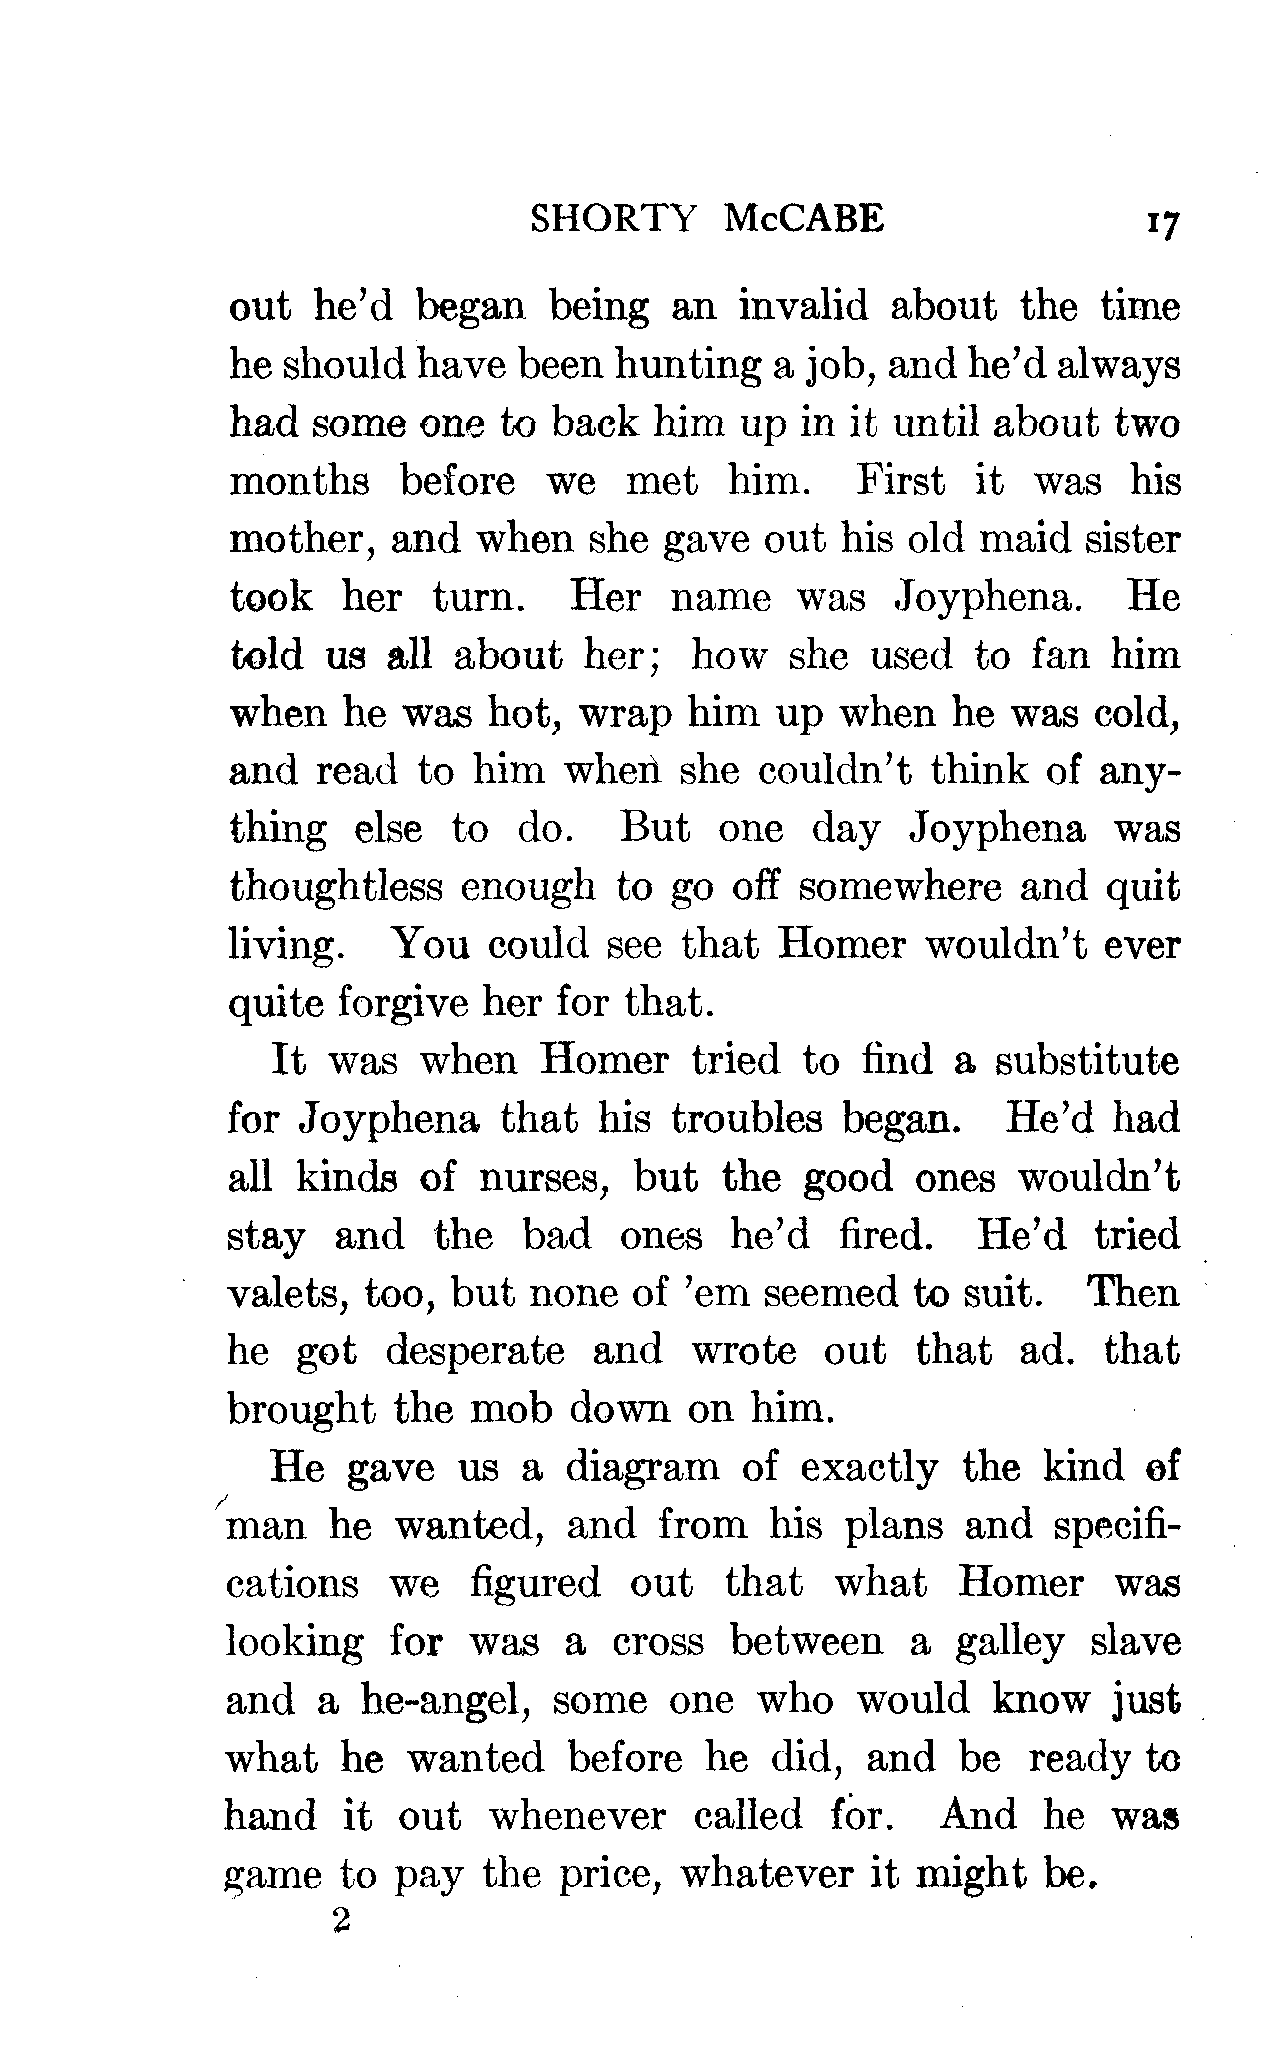 SHORTY McCABE 17
out he'd began being an invalid about the time
he should have been hunting a job, and he'd always
had some one to back him up in it until about two
months before we met him. First it was his
mother, and when she gave out his old maid sister
took her turn. Her name was Joyphena. He
told us all about her; how she used to fan him
when he was hot, wrap him up when he was cold,
and read to him when she couldn't think of any-
thing else to do. But one day Joyphena was
thoughtless enough to go off somewhere and quit
living. You could see that Homer wouldn't ever
quite forgive her for that.
It was when Homer tried to find a substitute
for Joyphena that his troubles began. He'd had
all kinds of nurses, but the good ones wouldn't
stay and the bad ones he'd fired. He'd tried
valets, too, but none of 'em seemed to suit. Then
he got desperate and wrote out that ad. that
brought the mob down on him.
He gave us a diagram of exactly the kind of
man he wanted, and from his plans and specifi-
cations we figured out that what Homer was
looking for was a cross between a galley slave
and a he-angel, some one who would know just
what he wanted before he did, and be ready to
hand it out whenever called for. And he was
game to pay the price, whatever it might be.
2